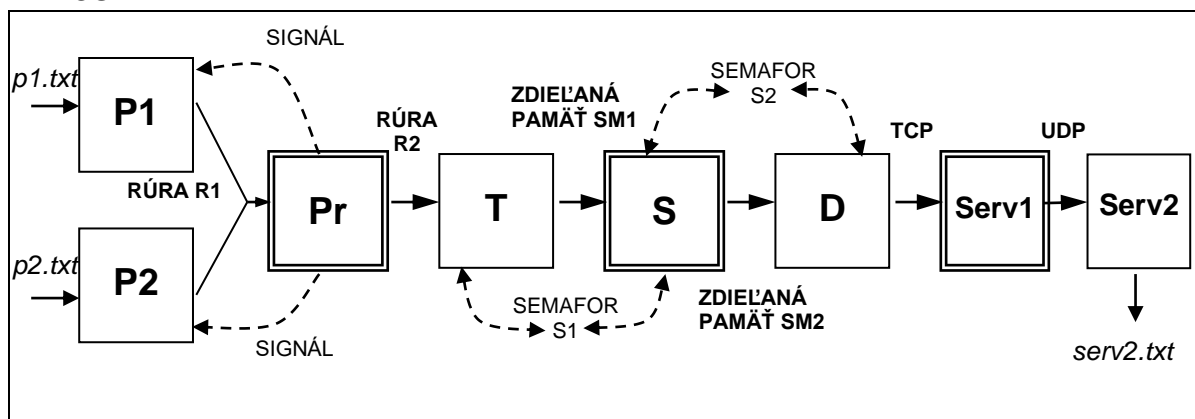 SIGNÁL
p1.txt
P1
RÚRA R1
p2.txt
P2
SIGNÁL
Pr
RÚRA
R2
T
SEMAFOR
S1
ZDIEĽANÁ
PAMÄŤ SM1
S
SEMAFOR
S2
ZDIEĽANÁ
PAMÄŤ SM2
D
TCP
Serv1
UDP
Serv2
serv2.txt